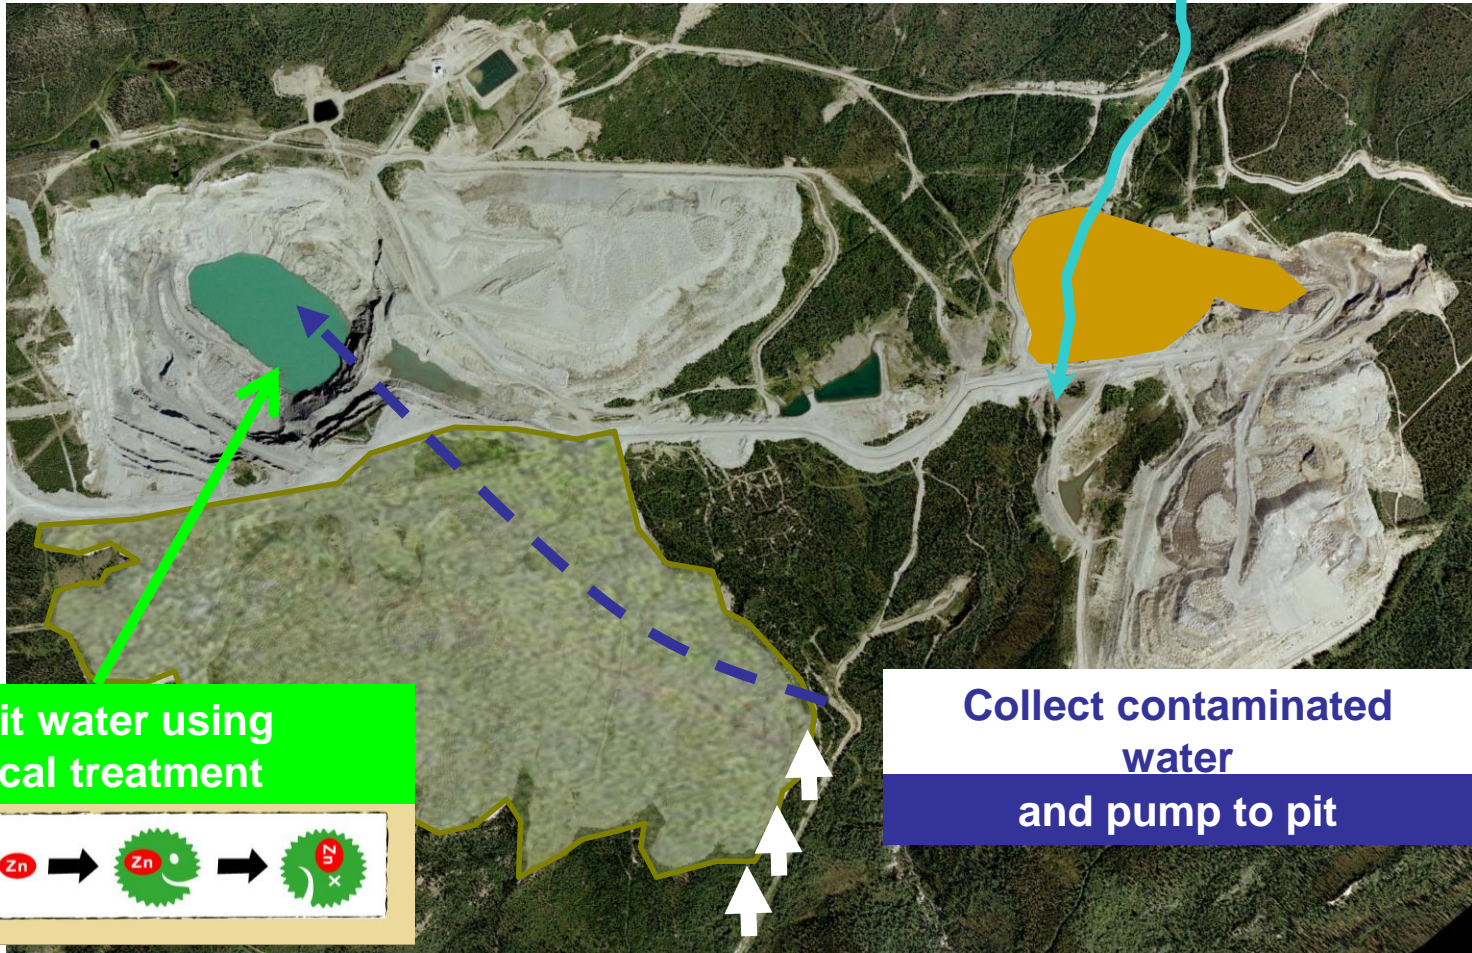 it water using
cal treatment
Zn
Zn
Zn
x
Collect contaminated
water
and pump to pit